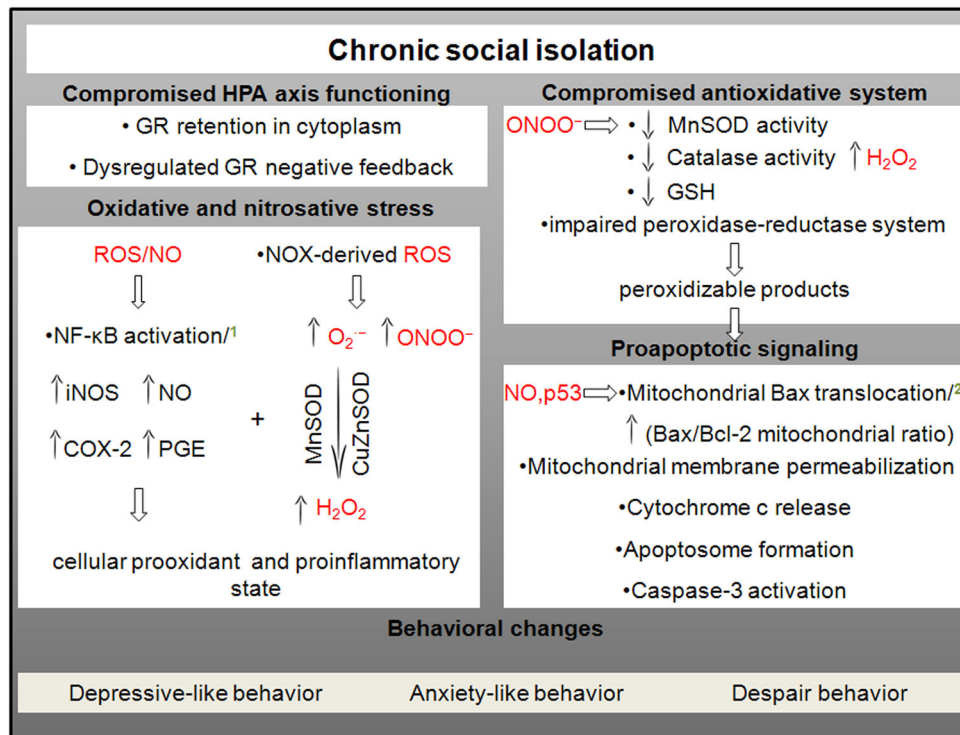 Chronic social isolation
Compromised HPA axis functioning
• GR retention in cytoplasm
• Dysregulated GR negative feedback
Oxidative and nitrosative stress
ROS/NO
•NOX-derived ROS
•NF-κB activation/¹
↑ O₂·⁻ ↑ ONOO⁻
↑iNOS ↑NO
+
MnSOD
CuZnSOD
↑COX-2 ↑PGE
↑ H₂O₂
cellular prooxidant and proinflammatory
state
Compromised antioxidative system
ONOO⁻ ⇨ • ↓ MnSOD activity
• ↓ Catalase activity ↑ H₂O₂
• ↓ GSH
•impaired peroxidase-reductase system
peroxidizable products
Proapoptotic signaling
NO,p53⇨•Mitochondrial Bax translocation/²
↑ (Bax/Bcl-2 mitochondrial ratio)
•Mitochondrial membrane permeabilization
•Cytochrome c release
•Apoptosome formation
•Caspase-3 activation
Behavioral changes
Depressive-like behavior Anxiety-like behavior Despair behavior